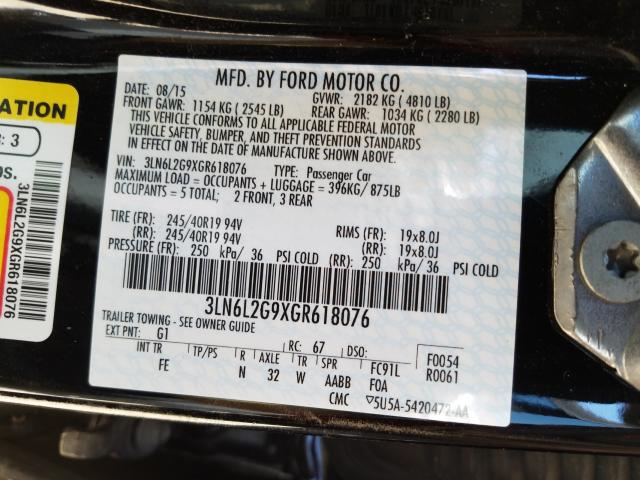 MFD. BY FORD MOTOR CO.
DATE: 08/15 GVWR: 2182 KG ( 4810 LB)
FRONT GAWR: 1154 KG ( 2545 LB) REAR GAWR: 1034 KG ( 2280 LB)
THIS VEHICLE CONFORMS TO ALL APPLICABLE FEDERAL MOTOR
VEHICLE SAFETY, BUMPER, AND THEFT PREVENTION STANDARDS
IN EFFECT ON THE DATE OF MANUFACTURE SHOWN ABOVE.
VIN: 3LN6L2G9XGR618076 TYPE: Passenger Car
MAXIMUM LOAD = OCCUPANTS + LUGGAGE = 396KG/ 875LB
OCCUPANTS = 5 TOTAL; 2 FRONT, 3 REAR
TIRE (FR): 245/40R19 94V RIMS (FR): 19x8.0J
(RR): 245/40R19 94V (RR): 19x8.0J
PRESSURE (FR): 250 kPa/ 36 PSI COLD (RR): 250 kPa/ 36 PSI COLD
3LN6L2G9XGR618076
TRAILER TOWING - SEE OWNER GUIDE
EXT PNT: G1 RC: 67 DSO:
INT TR TP/PS R AXLE TR SPR FC91L F0054
FE N 32 W AABB F0A R0061
CMC ▽5U5A-5420472-AA
ATION
: 3
os.
3LN6L2G9XGR618076